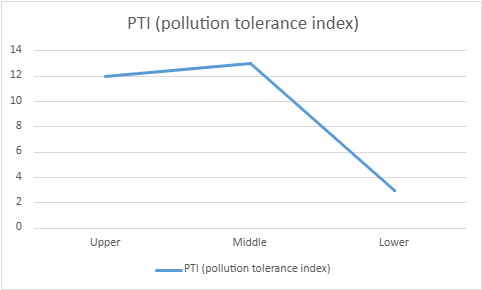 PTI (pollution tolerance index)
14
12
10
8
6
4
2
0
Upper Middle Lower
PTI (pollution tolerance index)